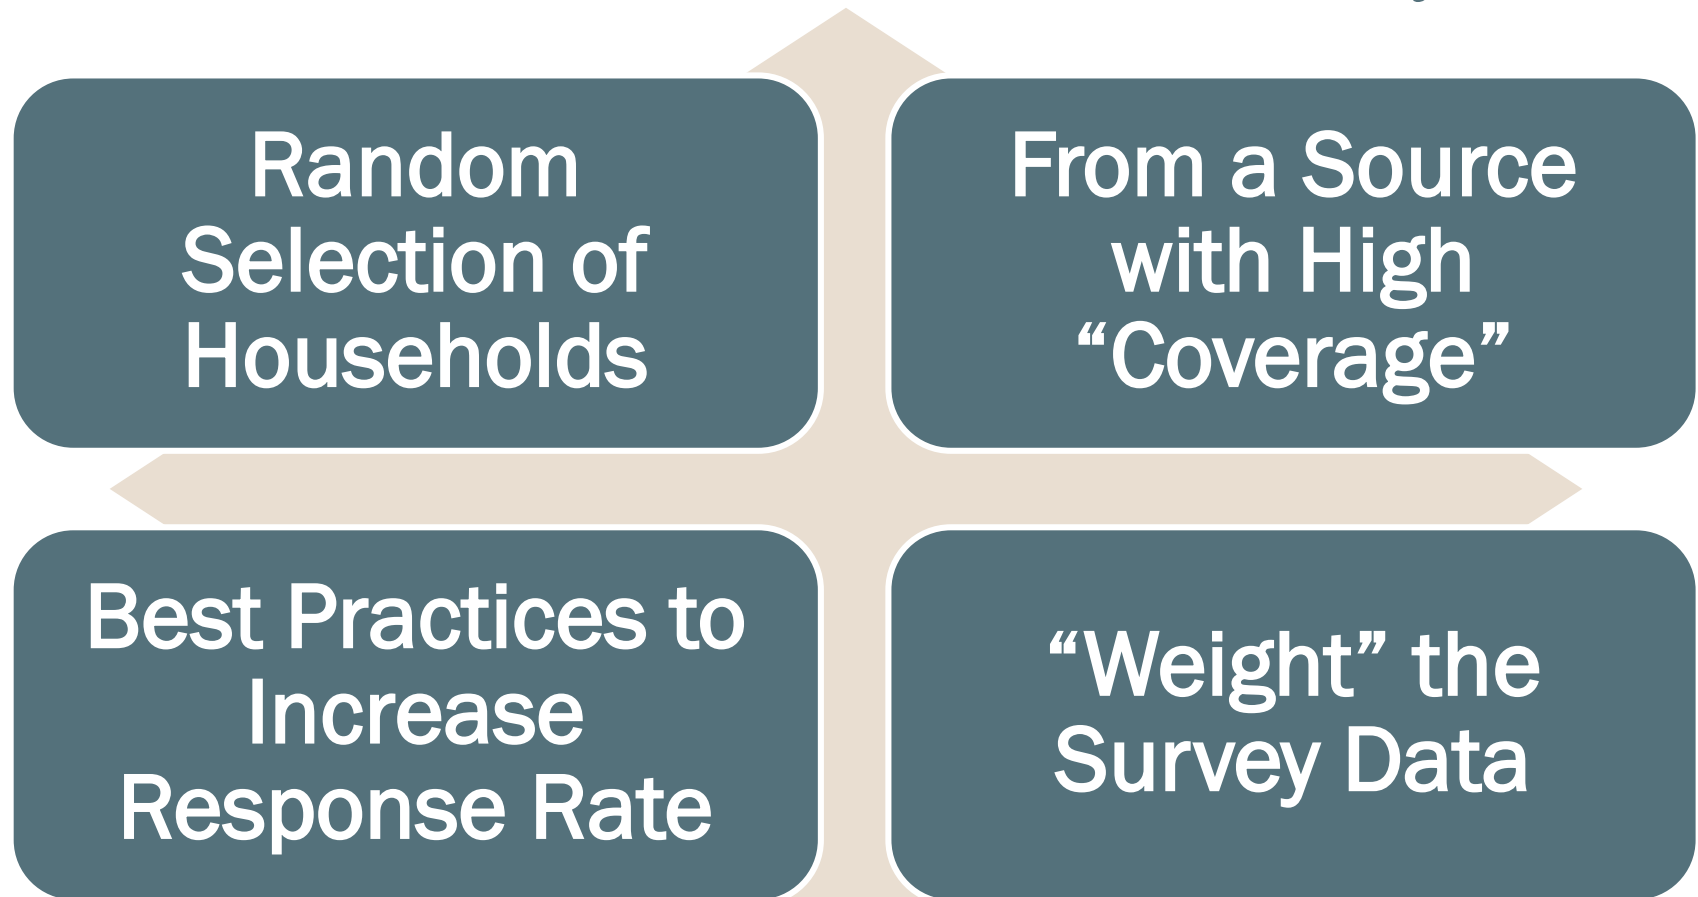 Random
Selection of
Households
From a Source
with High
“Coverage”
Best Practices to
Increase
Response Rate
“Weight” the
Survey Data